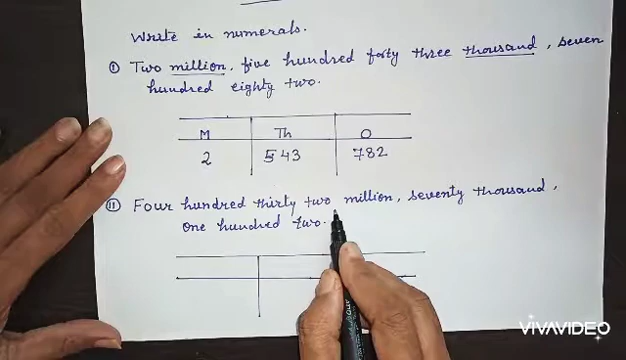 Write in numerals.
I Two million, five hundred forty three thousand, seven
hundred eighty two.
M Th O
2 543 782
II Four hundred thirty two million, seventy thousand,
one hundred two.
VIVAVIDEO